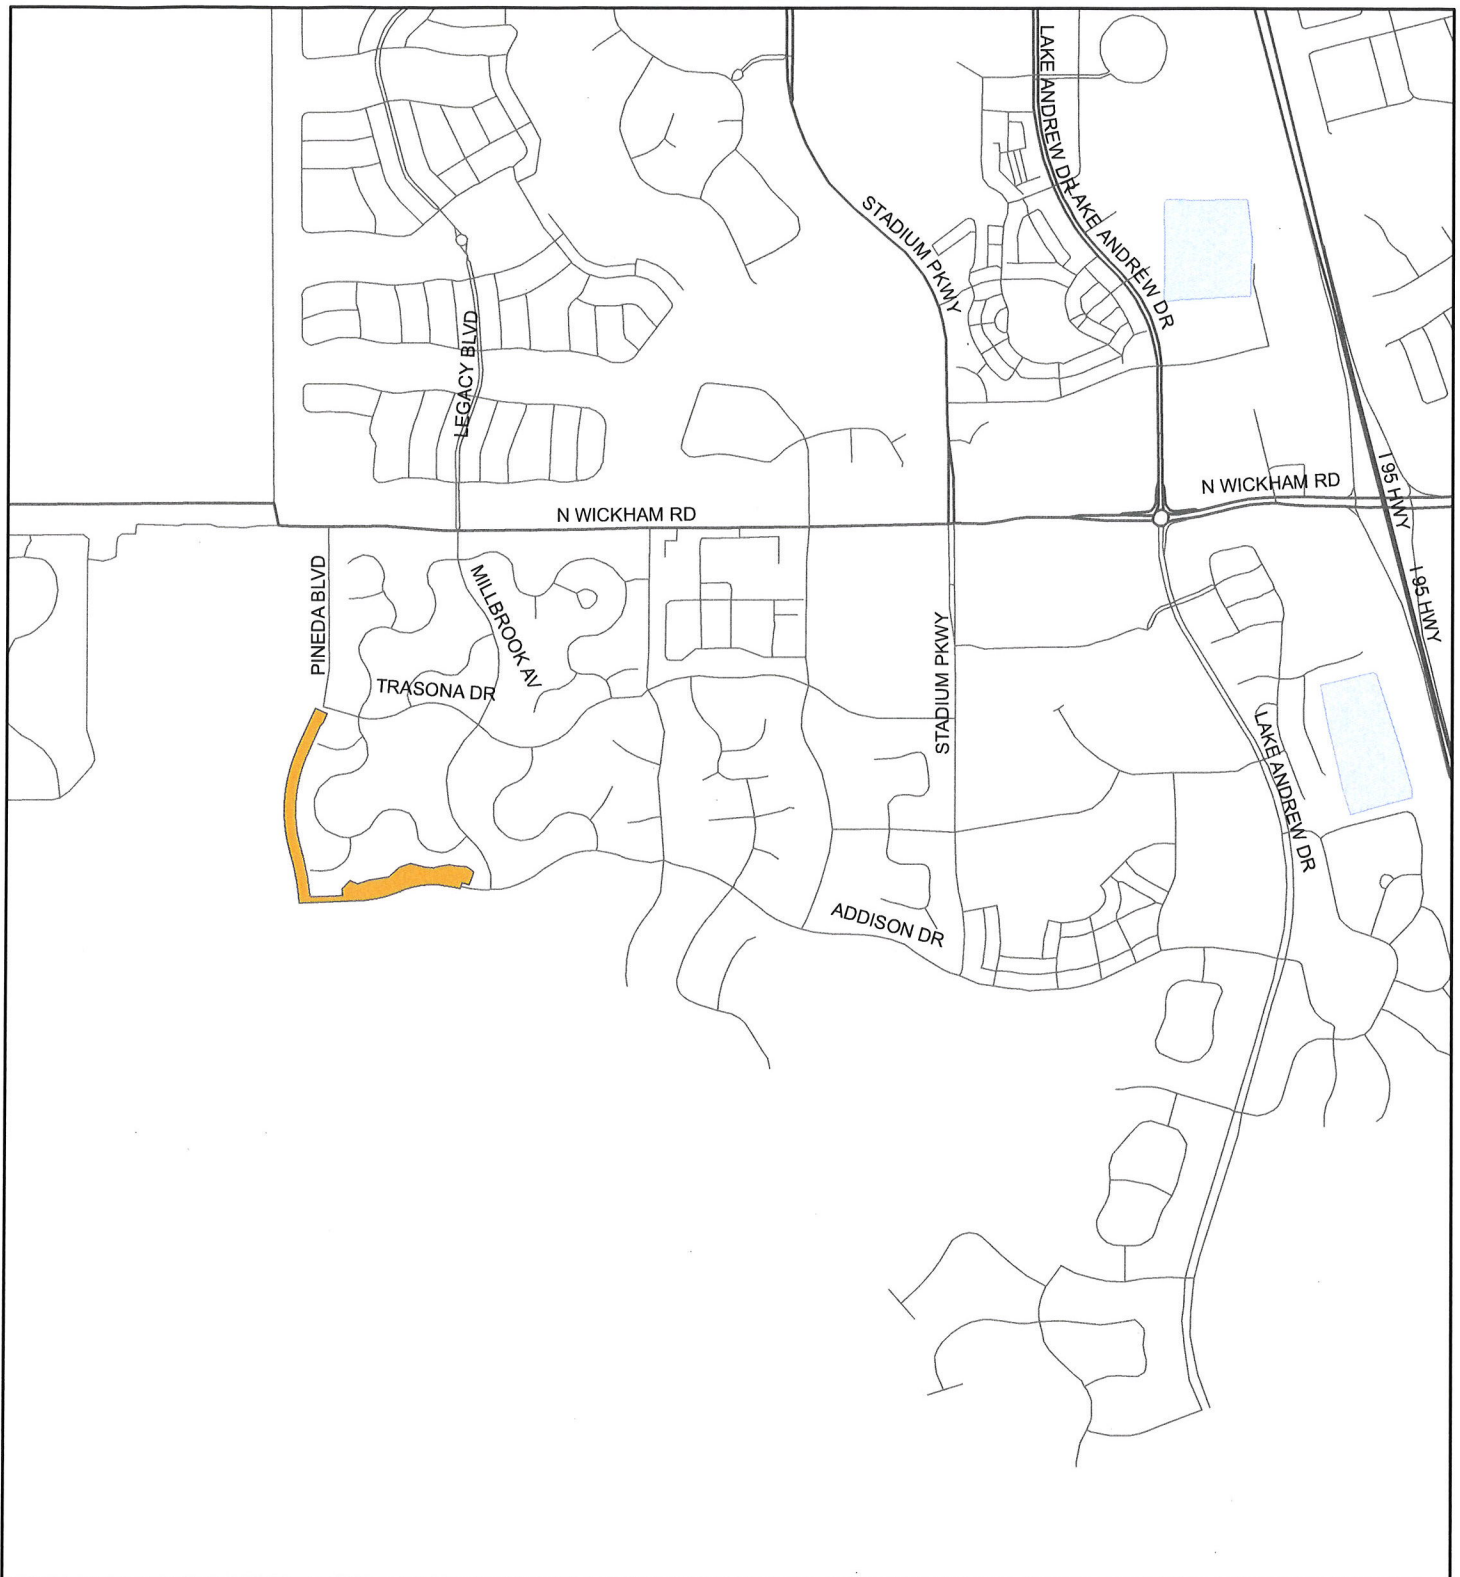 LAKE ANDREW DR
LAKE ANDREW DR
STADIUM PKWY
LEGACY BLVD
N WICKHAM RD
N WICKHAM RD
I 95 HWY
I 95 HWY
PINEDA BLVD
MILLBROOK AV
TRASONA DR
STADIUM PKWY
LAKE ANDREW DR
ADDISON DR